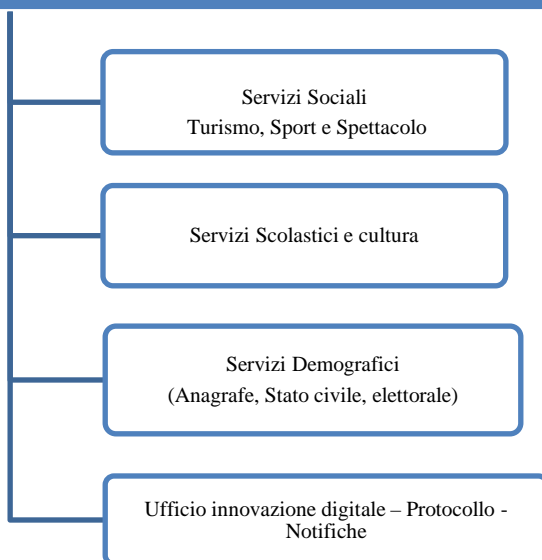 Servizi Sociali
Turismo, Sport e Spettacolo
Servizi Scolastici e cultura
Servizi Demografici
(Anagrafe, Stato civile, elettorale)
Ufficio innovazione digitale – Protocollo -
Notifiche